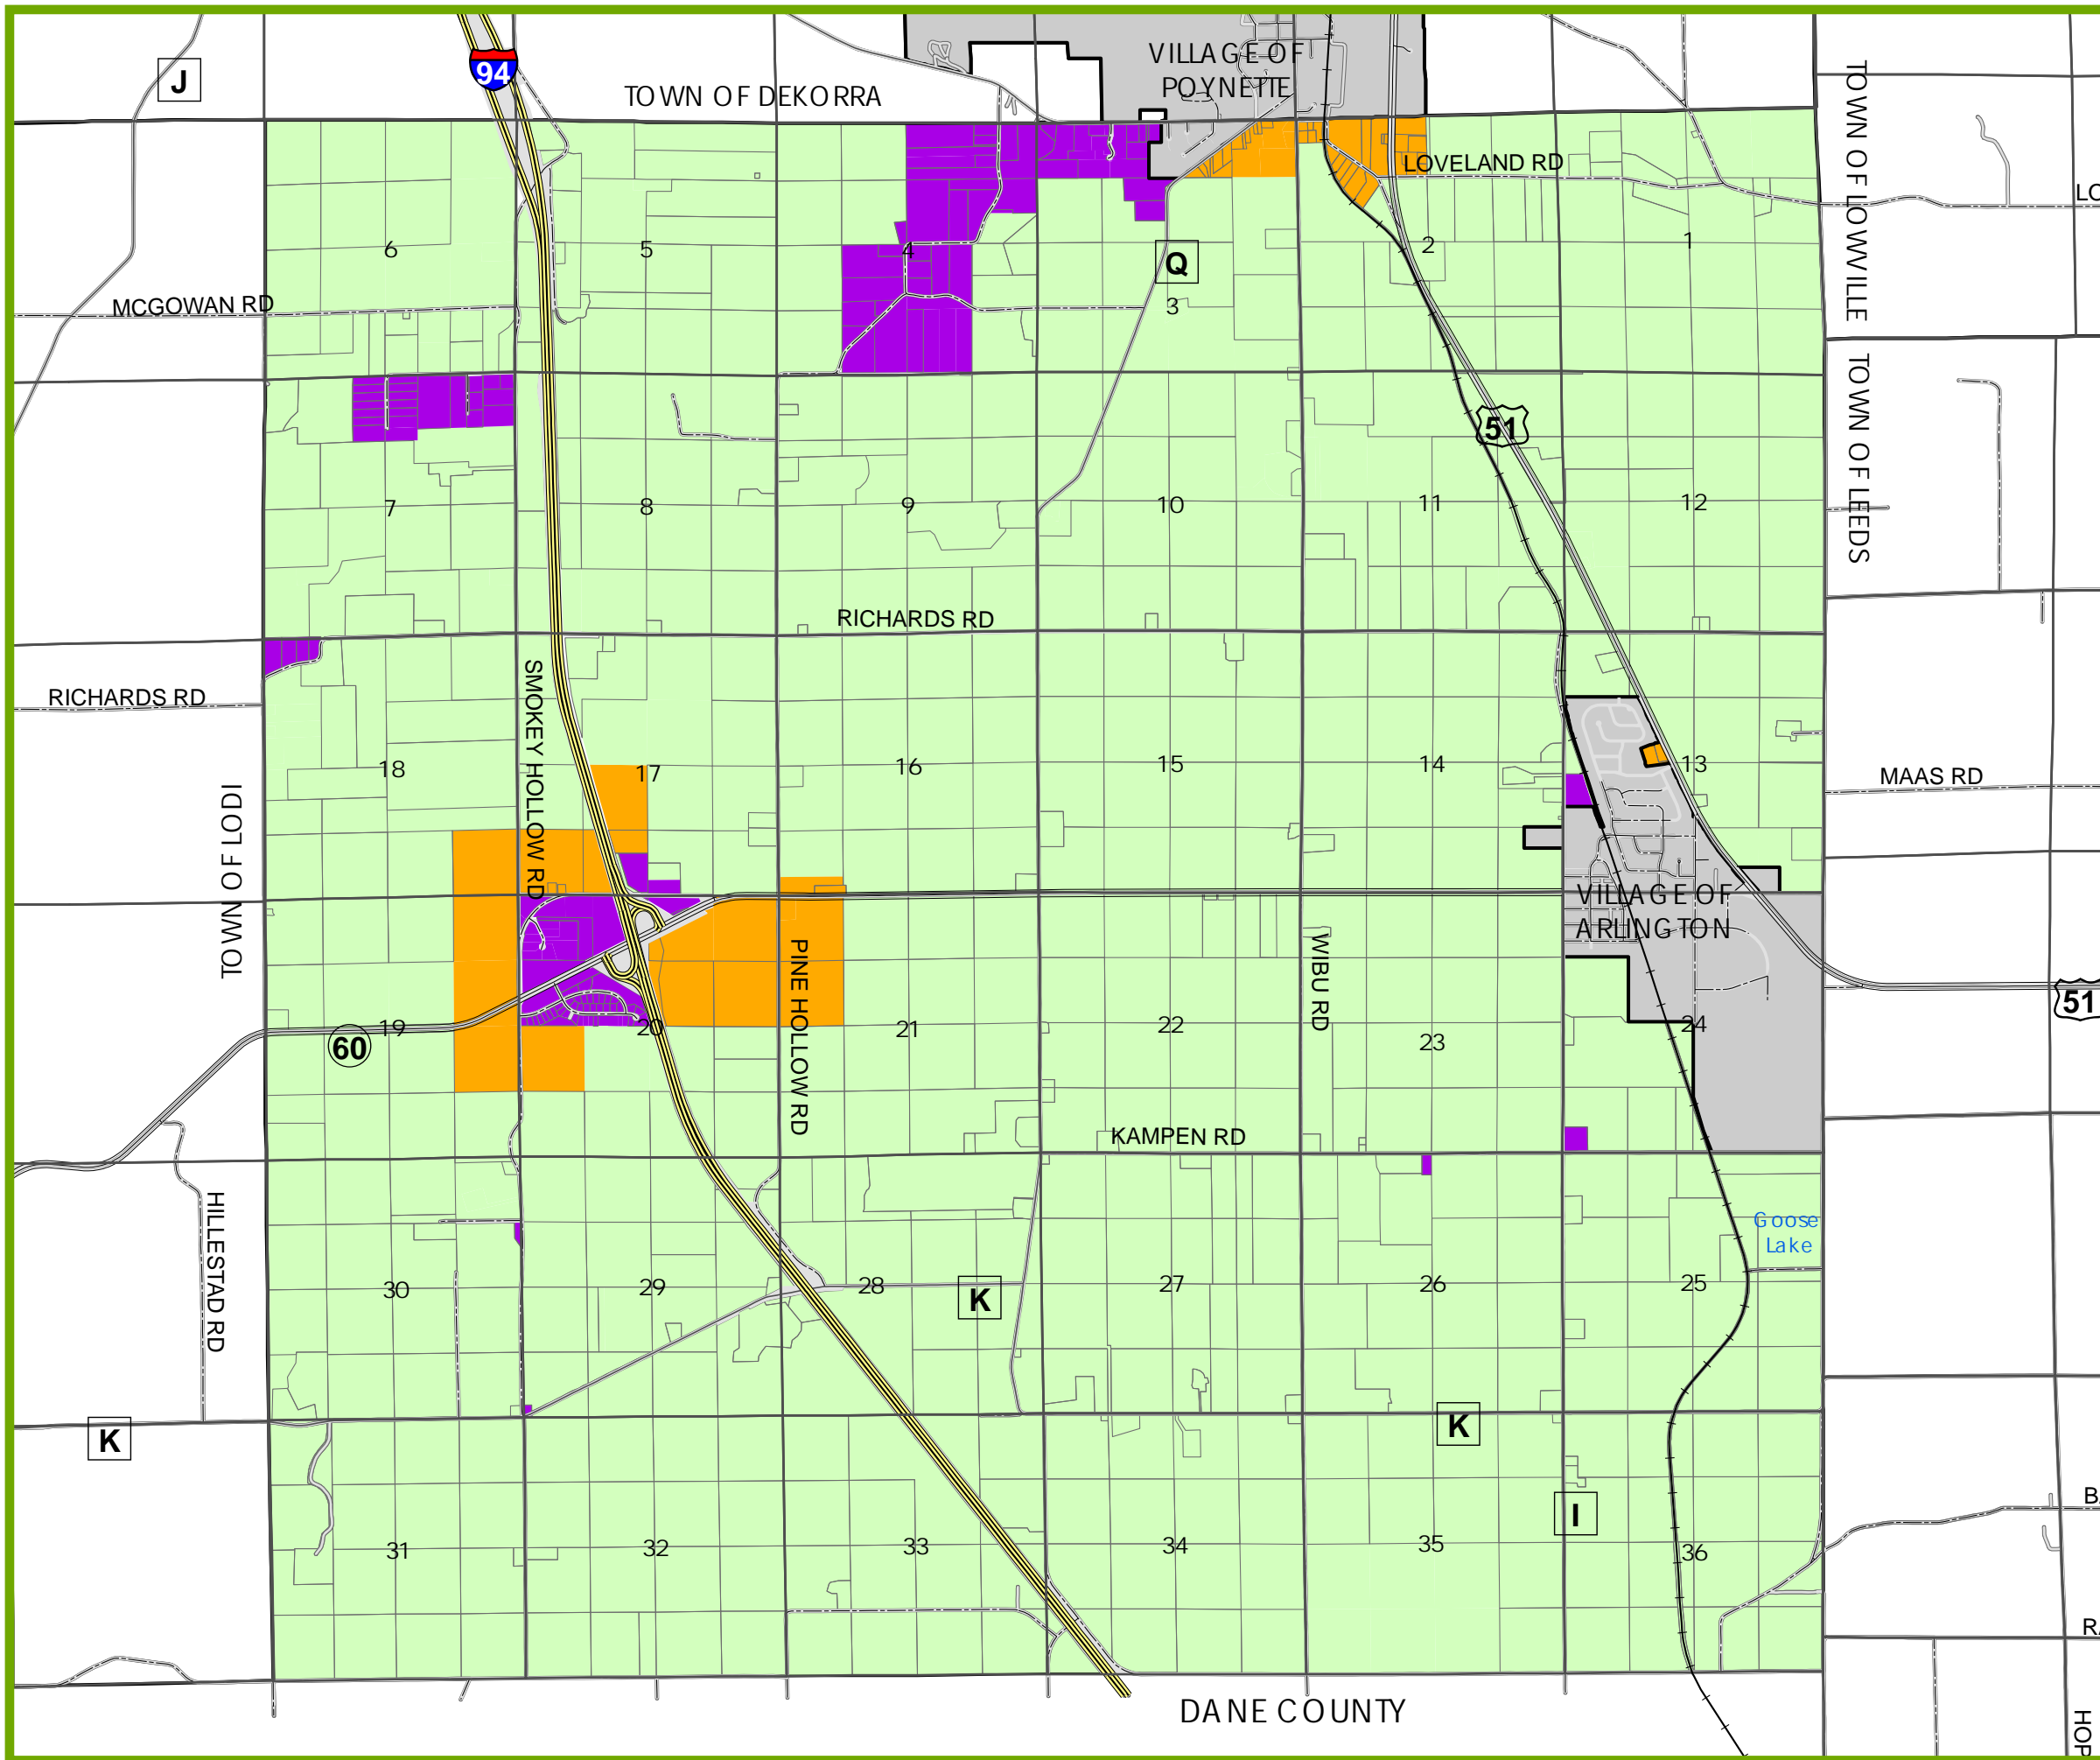 VILLAGE OF
POYNETTE
J
94
TOWN OF DEKORRA
TOWN OF LOWVILLE
LOVELAND RD
LO
6
5
4
Q
3
2
1
MCGOWAN RD
TOWN OF LEEDS
51
7
8
9
10
11
12
RICHARDS RD
RICHARDS RD
SMOKEY HOLLOW RD
18
17
16
15
14
13
MAAS RD
TOWN OF LODI
VILLAGE OF
ARLINGTON
PINE HOLLOW RD
WIBU RD
51
19
20
21
22
23
24
60
KAMPEN RD
HILLESTAD RD
Goose
Lake
30
29
28
K
27
26
25
K
K
I
B
31
32
33
34
35
36
R
DANE COUNTY
HOP